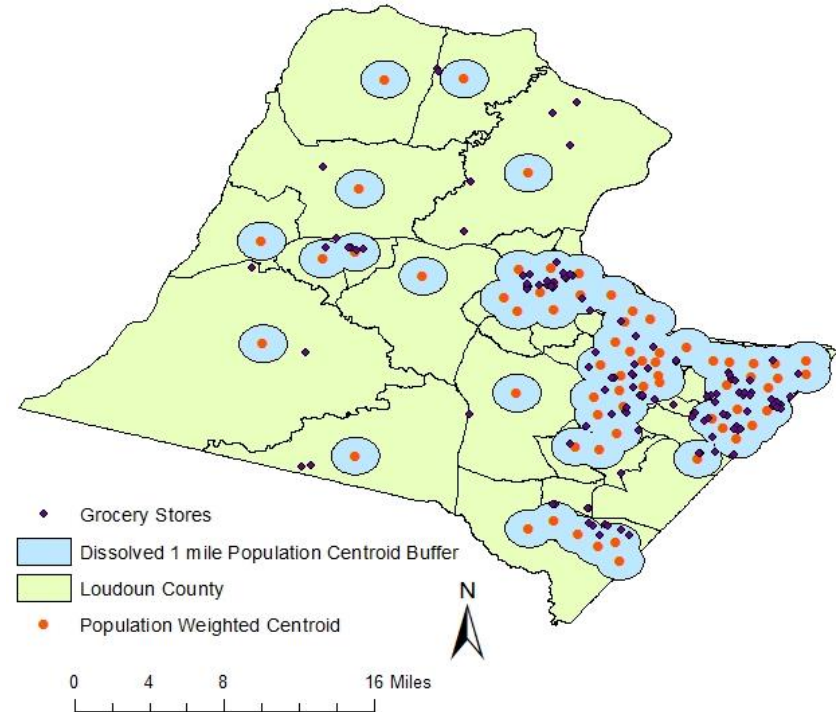 Grocery Stores
Dissolved 1 mile Population Centroid Buffer
Loudoun County
Population Weighted Centroid
N
0 4 8 16 Miles